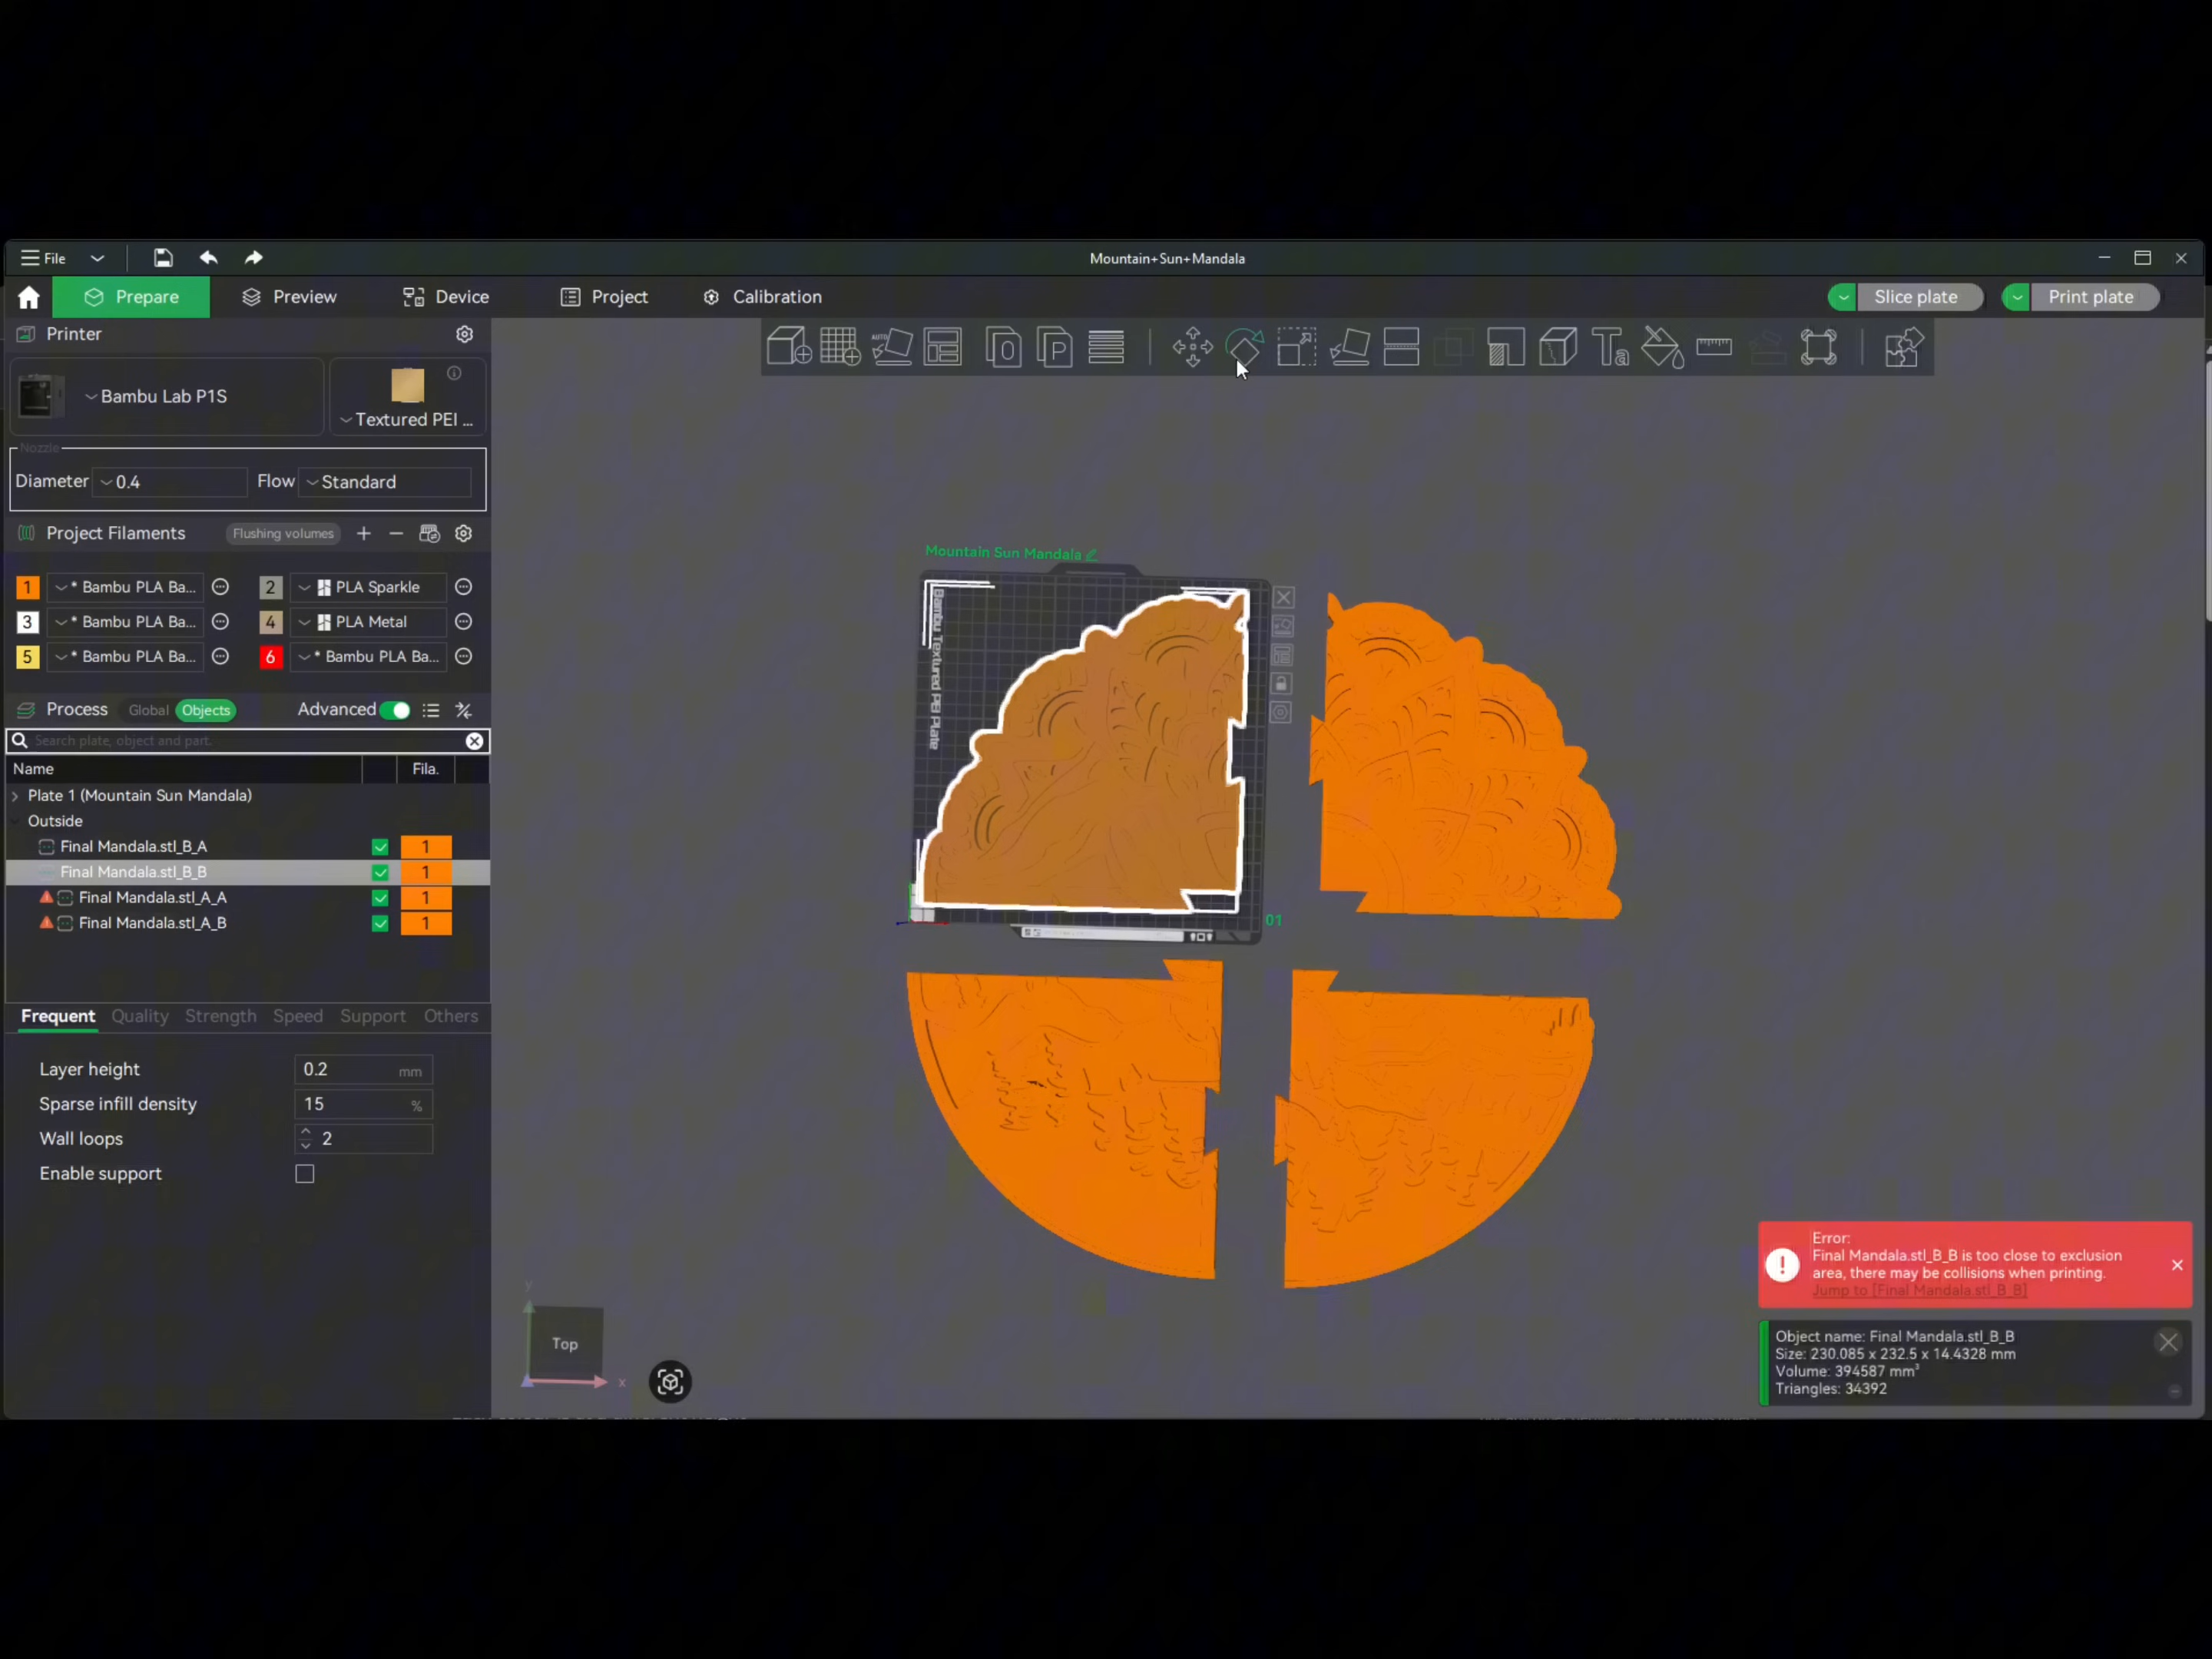 File
Mountain+Sun+Mandala
Prepare
Preview
Device
Project
Calibration
Slice plate
Print plate
Printer
Bambu Lab P1S
Textured PEI ...
Nozzle
Diameter 0.4 Flow Standard
Project Filaments Flushing volumes
1 * Bambu PLA Ba... 2 PLA Sparkle
3 * Bambu PLA Ba... 4 PLA Metal
5 * Bambu PLA Ba... 6 * Bambu PLA Ba...
Process Global Objects Advanced
Search plate, object and part.
Name Fila.
Plate 1 (Mountain Sun Mandala)
Outside
Final Mandala.stl_B_A 1
Final Mandala.stl_B_B 1
Final Mandala.stl_A_A 1
Final Mandala.stl_A_B 1
Frequent Quality Strength Speed Support Others
Layer height 0.2 mm
Sparse infill density 15 %
Wall loops 2
Enable support
AUTO
O
P
Ta
Mountain Sun Mandala
Bambu Textured PEI Plate
01
y
Top
x
Error:
Final Mandala.stl_B_B is too close to exclusion
area, there may be collisions when printing.
Jump to [Final Mandala.stl_B_B]
Object name: Final Mandala.stl_B_B
Size: 230.085 x 232.5 x 14.4328 mm
Volume: 394587 mm³
Triangles: 34392